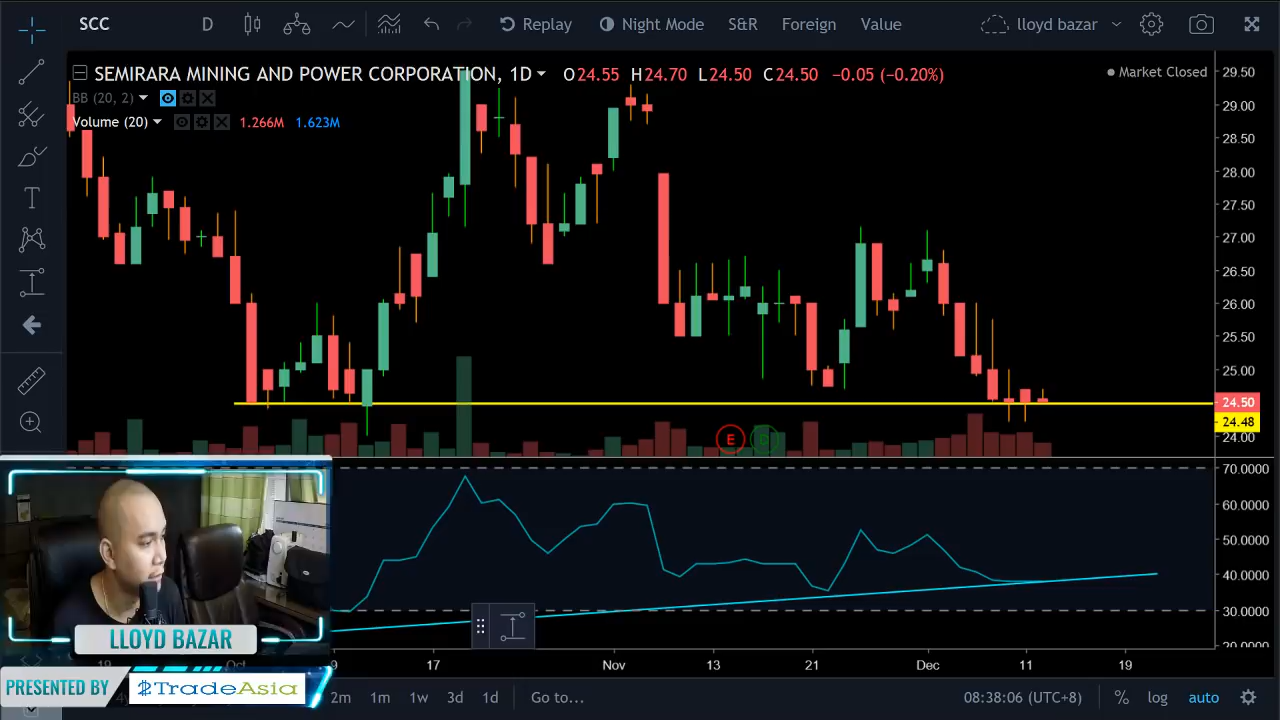 SCC D Replay Night Mode S&R Foreign Value lloyd bazar
SEMIRARA MINING AND POWER CORPORATION, 1D O24.55 H24.70 L24.50 C24.50 −0.05 (−0.20%) Market Closed
BB (20, 2)
Volume (20) 1.266M 1.623M
29.50
29.00
28.50
28.00
27.50
27.00
26.50
26.00
25.50
25.00
24.50
24.48
24.00
E D
70.0000
60.0000
50.0000
40.0000
30.0000
20.0000
LLOYD BAZAR
19 Oct 9 17 Nov 13 21 Dec 11 19
PRESENTED BY $TradeAsia
2m 1m 1w 3d 1d Go to... 08:38:06 (UTC+8) % log auto